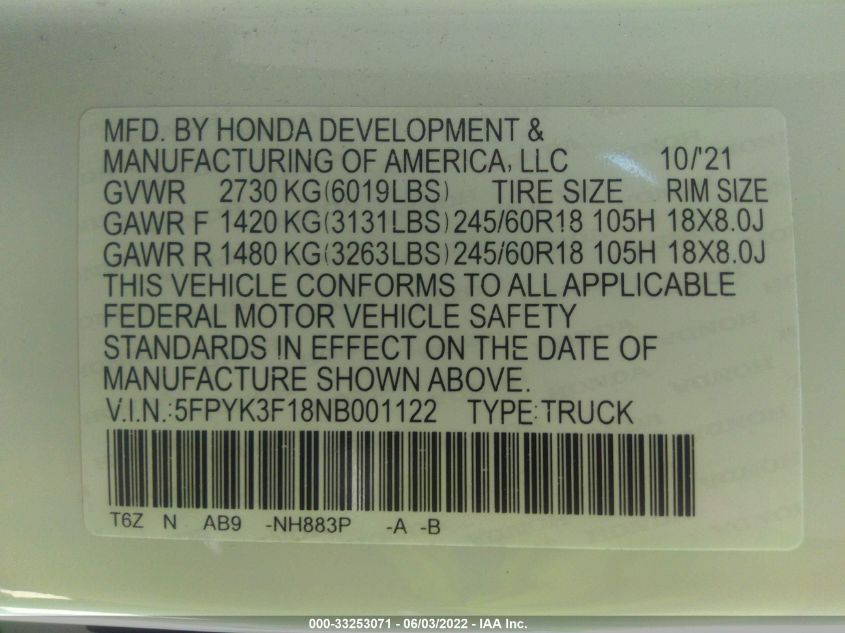 MFD. BY HONDA DEVELOPMENT &
MANUFACTURING OF AMERICA, LLC 10/'21
GVWR 2730 KG(6019LBS) TIRE SIZE RIM SIZE
GAWR F 1420 KG(3131LBS) 245/60R18 105H 18X8.0J
GAWR R 1480 KG(3263LBS) 245/60R18 105H 18X8.0J
THIS VEHICLE CONFORMS TO ALL APPLICABLE
FEDERAL MOTOR VEHICLE SAFETY
STANDARDS IN EFFECT ON THE DATE OF
MANUFACTURE SHOWN ABOVE.
V.I.N.:5FPYK3F18NB001122 TYPE:TRUCK
T6Z N AB9 -NH883P -A -B
000-33253071 - 06/03/2022 - IAA Inc.